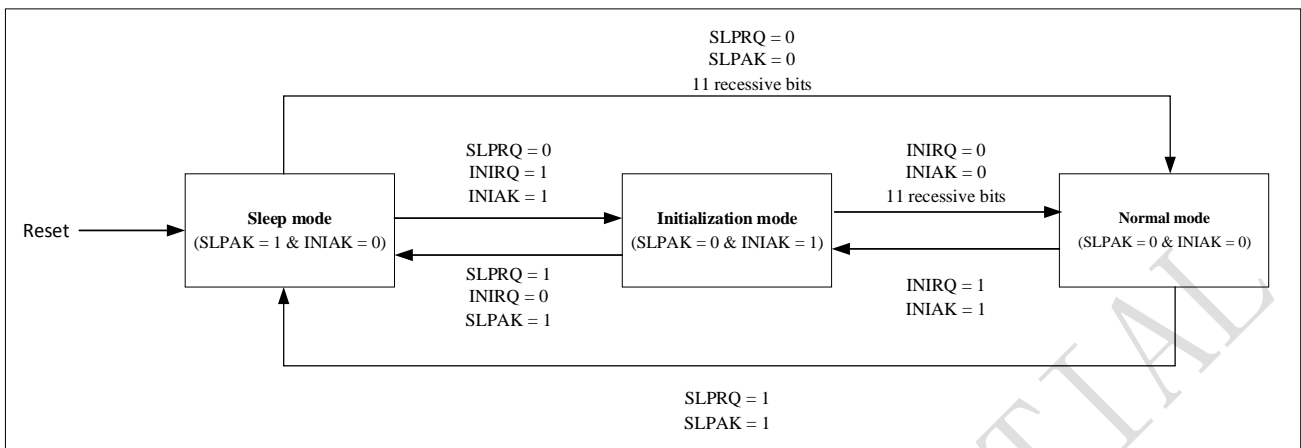 SLPRQ = 0
SLPAK = 0
11 recessive bits
SLPRQ = 0
INIRQ = 1
INIAK = 1
INIRQ = 0
INIAK = 0
11 recessive bits
Reset
Sleep mode
(SLPAK = 1 & INIAK = 0)
Initialization mode
(SLPAK = 0 & INIAK = 1)
Normal mode
(SLPAK = 0 & INIAK = 0)
SLPRQ = 1
INIRQ = 0
SLPAK = 1
INIRQ = 1
INIAK = 1
SLPRQ = 1
SLPAK = 1
TIAL